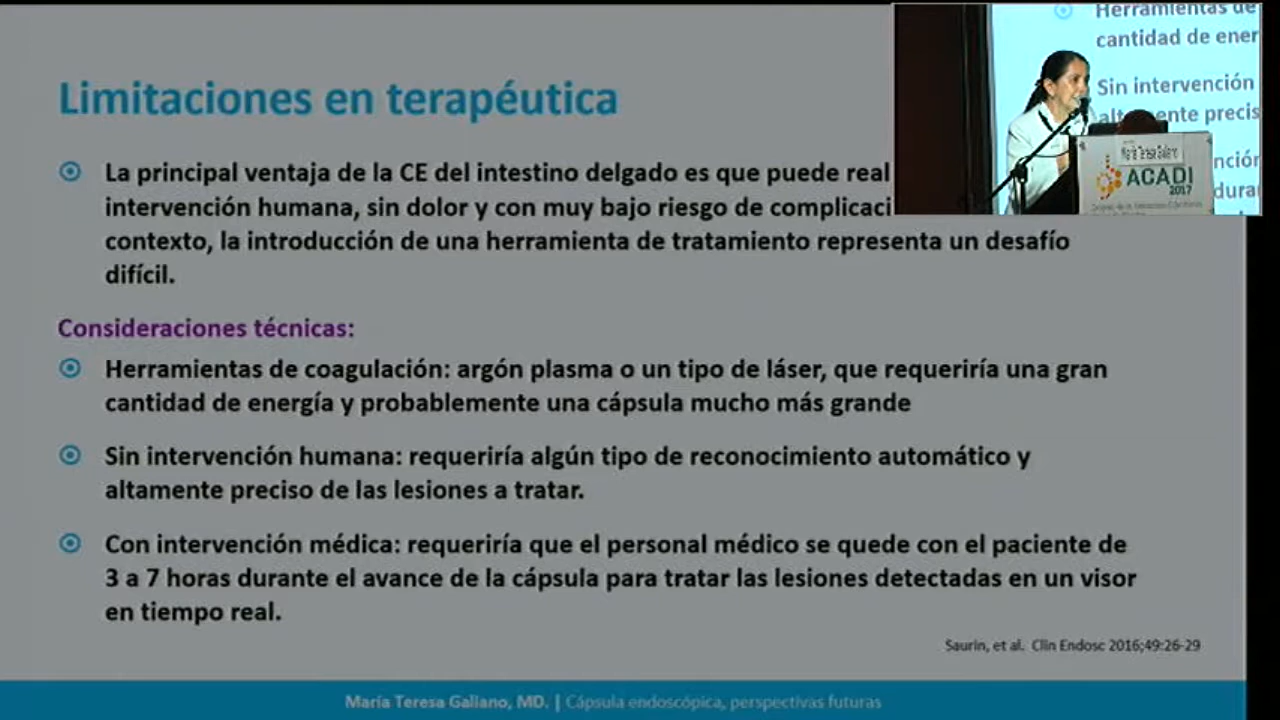 Limitaciones en terapéutica
La principal ventaja de la CE del intestino delgado es que puede real
intervención humana, sin dolor y con muy bajo riesgo de complicaci
contexto, la introducción de una herramienta de tratamiento representa un desafío
difícil.
Consideraciones técnicas:
Herramientas de coagulación: argón plasma o un tipo de láser, que requeriría una gran
cantidad de energía y probablemente una cápsula mucho más grande
Sin intervención humana: requeriría algún tipo de reconocimiento automático y
altamente preciso de las lesiones a tratar.
Con intervención médica: requeriría que el personal médico se quede con el paciente de
3 a 7 horas durante el avance de la cápsula para tratar las lesiones detectadas en un visor
en tiempo real.
Saurin, et al. Clin Endosc 2016;49:26-29
María Teresa Galiano, MD. | Cápsula endoscópica, perspectivas futuras
Herramientas de
cantidad de ener
Sin intervención
ente precis
nción
dura
María Teresa Galiano
ACADI
2017